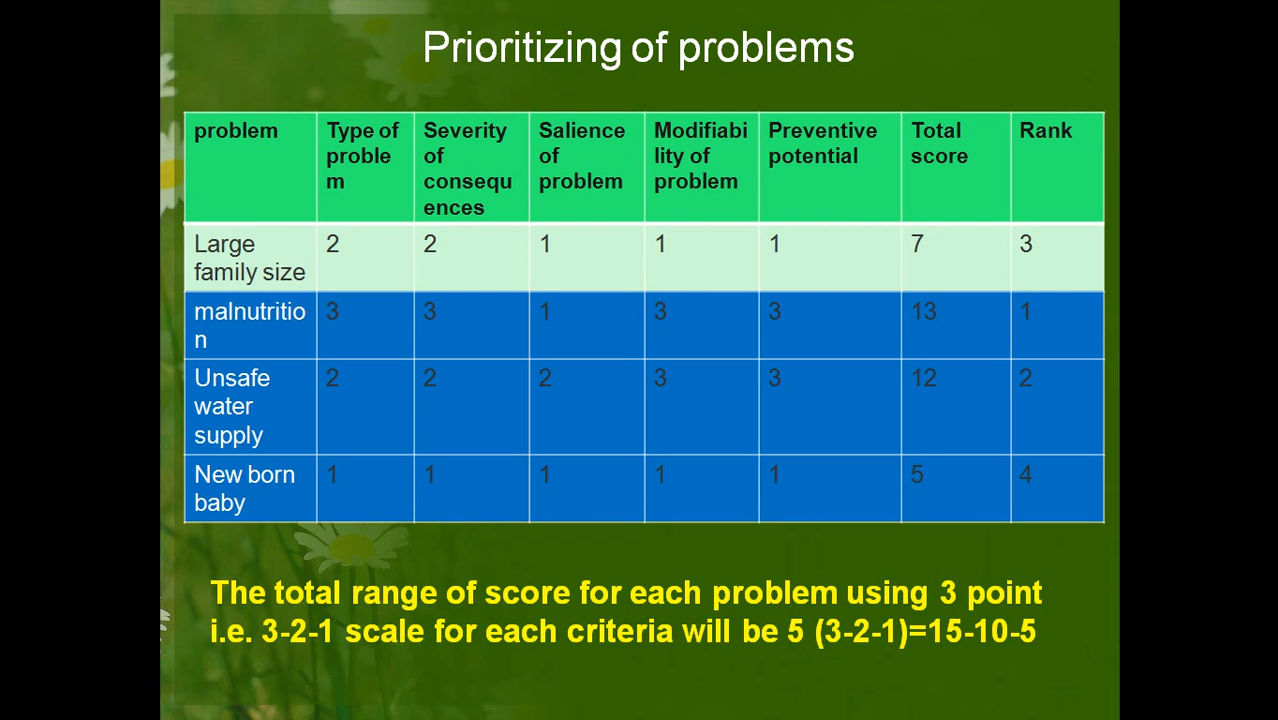 Prioritizing of problems
problem
Type of
proble
m
Severity
of
consequ
ences
Salience
of
problem
Modifiabi
lity of
problem
Preventive
potential
Total
score
Rank
Large
family size
2
2
1
1
1
7
3
malnutritio
n
3
3
1
3
3
13
1
Unsafe
water
supply
2
2
2
3
3
12
2
New born
baby
1
1
1
1
1
5
4
The total range of score for each problem using 3 point
i.e. 3-2-1 scale for each criteria will be 5 (3-2-1)=15-10-5